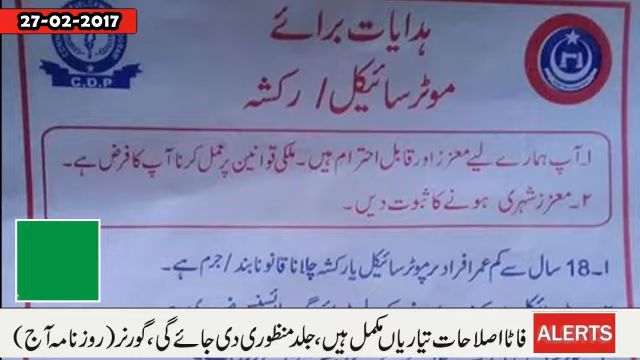 27-02-2017
ہدایات برائے
موٹر سائیکل / رکشہ
C.D.P
۱۔ آپ ہمارے لیے معزز اور قابل احترام ہیں۔ ملکی قوانین پر عمل کرنا آپ کا فرض ہے۔
۲۔ معزز شہری ہونے کا ثبوت دیں۔
۱۔ 18 سال سے کم عمر افراد پر موٹر سائیکل یا رکشہ چلانا قانونا بند / جرم ہے۔
فاٹا اصلاحات تیاریاں مکمل ہیں، جلد منظوری دی جائے گی، گورنر (روزنامہ آج)
ALERTS